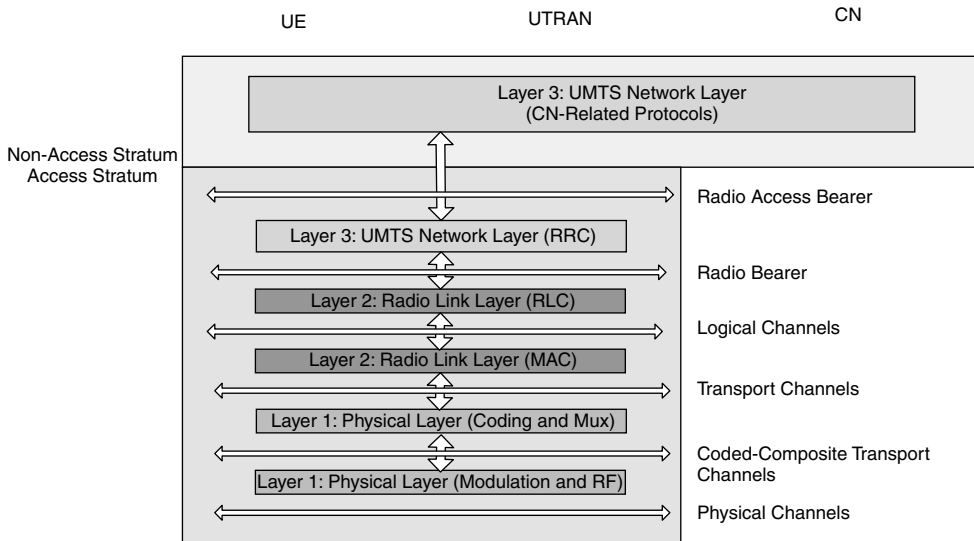 UE
UTRAN
CN
Layer 3: UMTS Network Layer
(CN-Related Protocols)
Non-Access Stratum
Access Stratum
Radio Access Bearer
Layer 3: UMTS Network Layer (RRC)
Radio Bearer
Layer 2: Radio Link Layer (RLC)
Logical Channels
Layer 2: Radio Link Layer (MAC)
Transport Channels
Layer 1: Physical Layer (Coding and Mux)
Coded-Composite Transport
Channels
Layer 1: Physical Layer (Modulation and RF)
Physical Channels